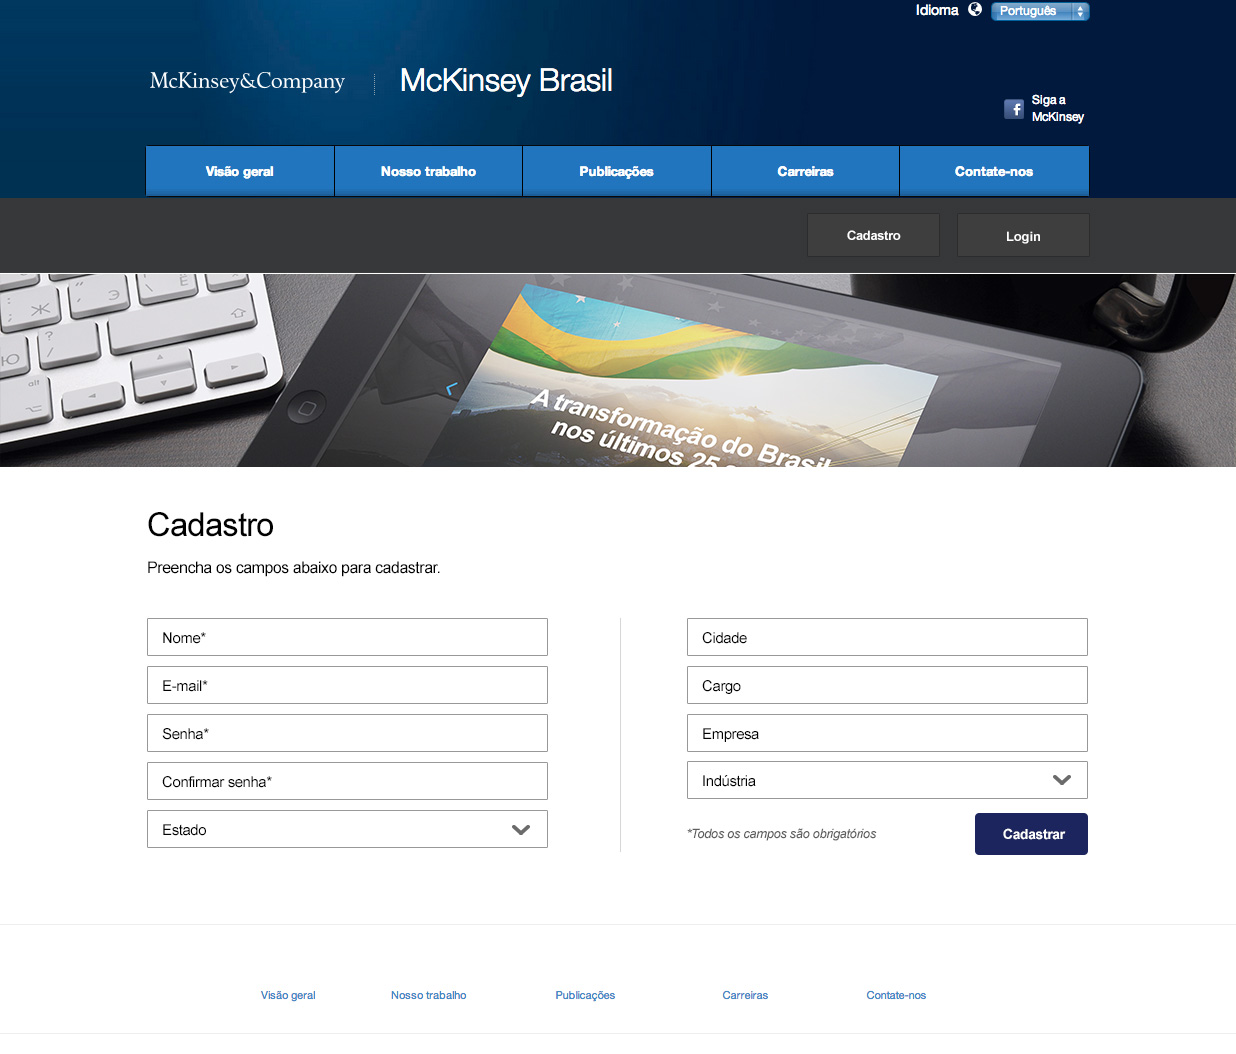 Idioma Português
McKinsey&Company McKinsey Brasil
Siga a
McKinsey
Visão geral Nosso trabalho Publicações Carreiras Contate-nos
Cadastro Login
alt
A transformação do Brasil
nos últimos 25
Cadastro
Preencha os campos abaixo para cadastrar.
Nome* Cidade
E-mail* Cargo
Senha* Empresa
Confirmar senha* Indústria
Estado
*Todos os campos são obrigatórios Cadastrar
Visão geral Nosso trabalho Publicações Carreiras Contate-nos